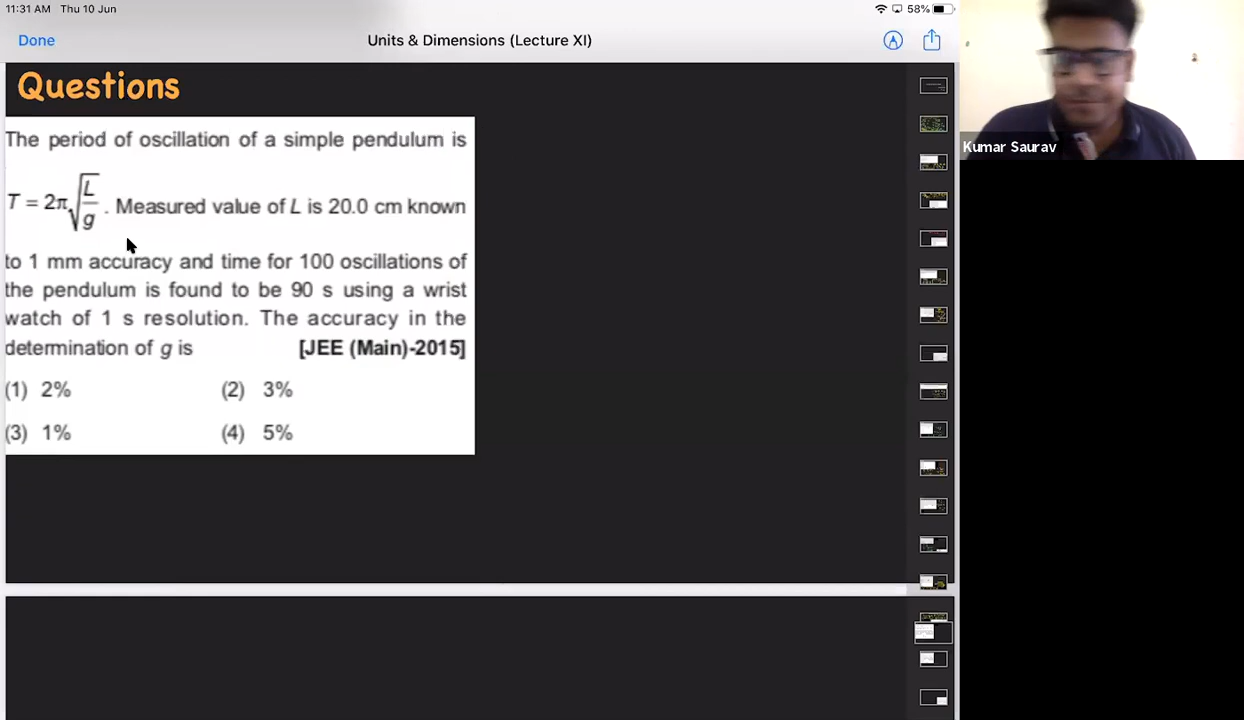 11:31 AM Thu 10 Jun
58%
Done
Units & Dimensions (Lecture XI)
Questions
The period of oscillation of a simple pendulum is
T = 2π√(L/g) . Measured value of L is 20.0 cm known
to 1 mm accuracy and time for 100 oscillations of
the pendulum is found to be 90 s using a wrist
watch of 1 s resolution. The accuracy in the
determination of g is [JEE (Main)-2015]
(1) 2% (2) 3%
(3) 1% (4) 5%
Kumar Saurav